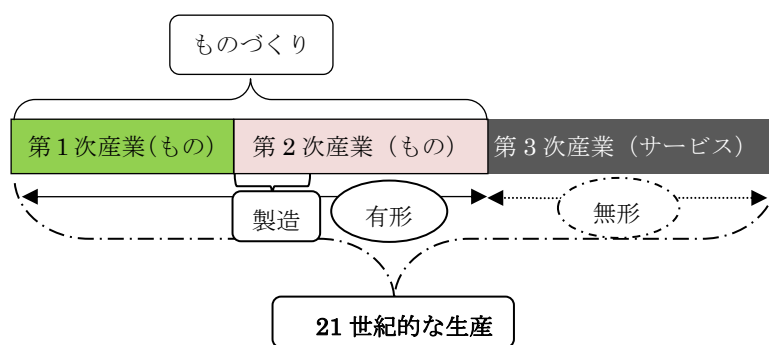 ものづくり
第1次産業(もの) 第2次産業（もの） 第3次産業（サービス）
製造 有形 無形
21世紀的な生産